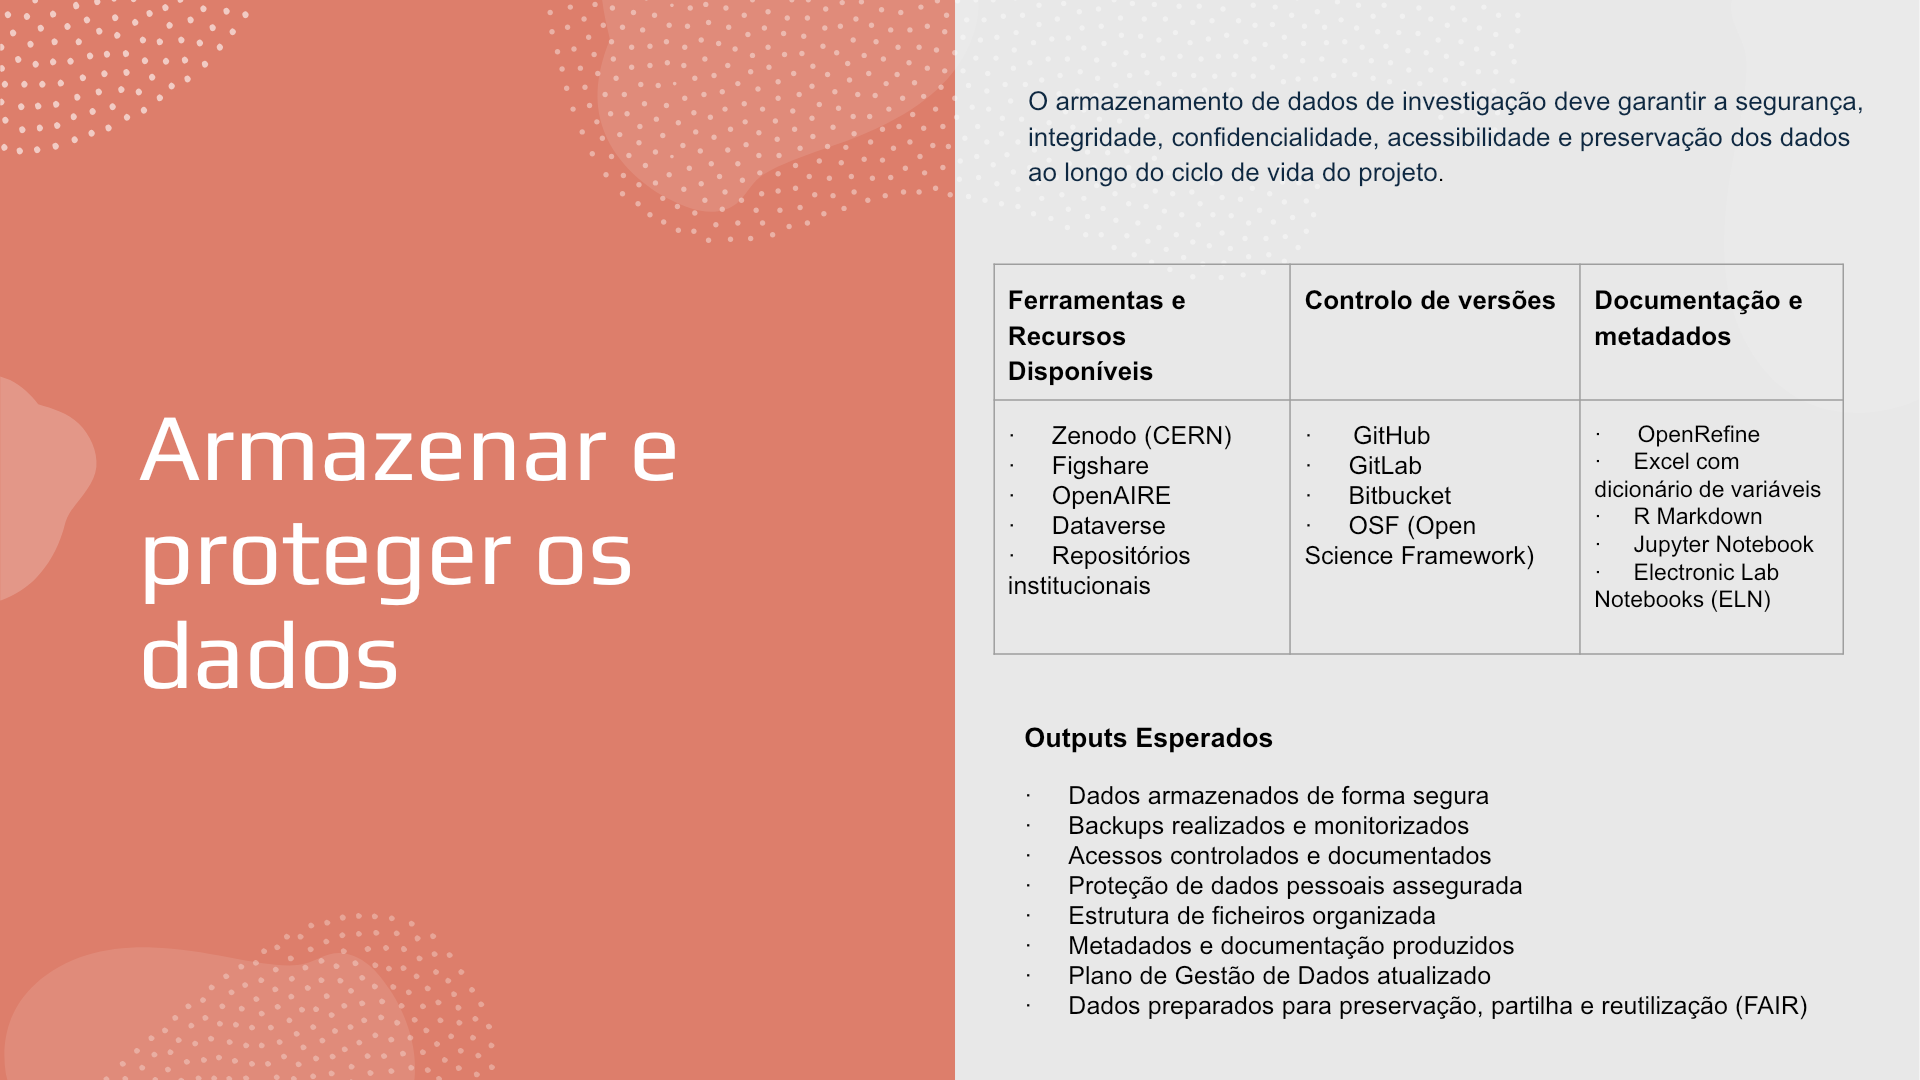 Armazenar e
proteger os
dados
O armazenamento de dados de investigação deve garantir a segurança,
integridade, confidencialidade, acessibilidade e preservação dos dados
ao longo do ciclo de vida do projeto.
Ferramentas e
Recursos
Disponíveis
Controlo de versões
Documentação e
metadados
· Zenodo (CERN)
· Figshare
· OpenAIRE
· Dataverse
· Repositórios
institucionais
· GitHub
· GitLab
· Bitbucket
· OSF (Open
Science Framework)
· OpenRefine
· Excel com
dicionário de variáveis
· R Markdown
· Jupyter Notebook
· Electronic Lab
Notebooks (ELN)
Outputs Esperados
· Dados armazenados de forma segura
· Backups realizados e monitorizados
· Acessos controlados e documentados
· Proteção de dados pessoais assegurada
· Estrutura de ficheiros organizada
· Metadados e documentação produzidos
· Plano de Gestão de Dados atualizado
· Dados preparados para preservação, partilha e reutilização (FAIR)